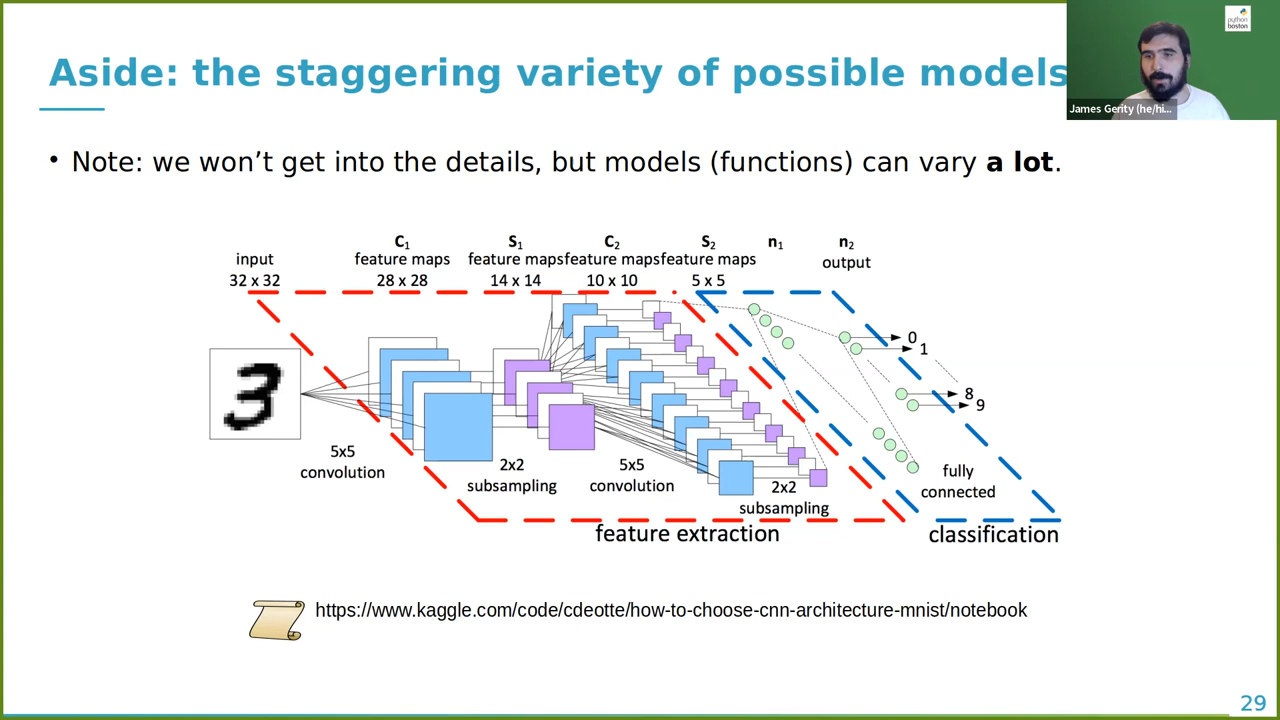 Aside: the staggering variety of possible models
python
boston
James Gerity (he/hi...
• Note: we won’t get into the details, but models (functions) can vary a lot.
input
32 x 32
C1
feature maps
28 x 28
S1
feature maps
14 x 14
C2
feature maps
10 x 10
S2
feature maps
5 x 5
n1
n2
output
0
1
8
9
3
5x5
convolution
2x2
subsampling
5x5
convolution
2x2
subsampling
fully
connected
feature extraction
classification
https://www.kaggle.com/code/cdeotte/how-to-choose-cnn-architecture-mnist/notebook
29